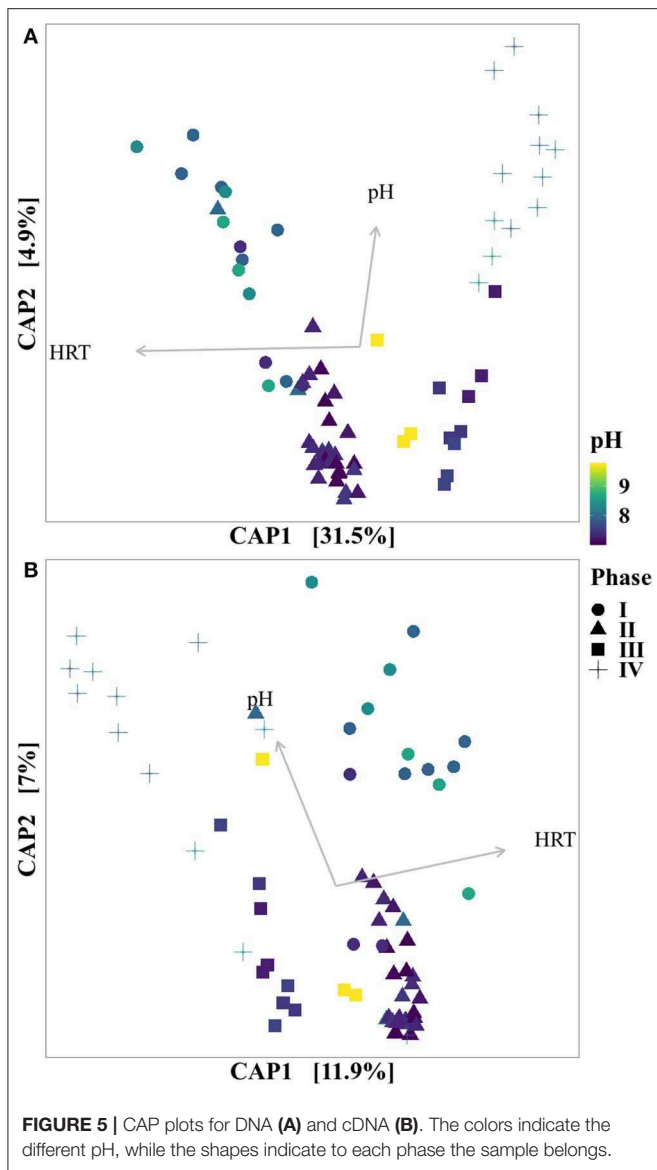 A
pH
HRT
CAP2 [4.9%]
CAP1 [31.5%]
pH
9
8
Phase
I
II
III
IV
B
pH
HRT
CAP2 [7%]
CAP1 [11.9%]
FIGURE 5 | CAP plots for DNA (A) and cDNA (B). The colors indicate the
different pH, while the shapes indicate to each phase the sample belongs.